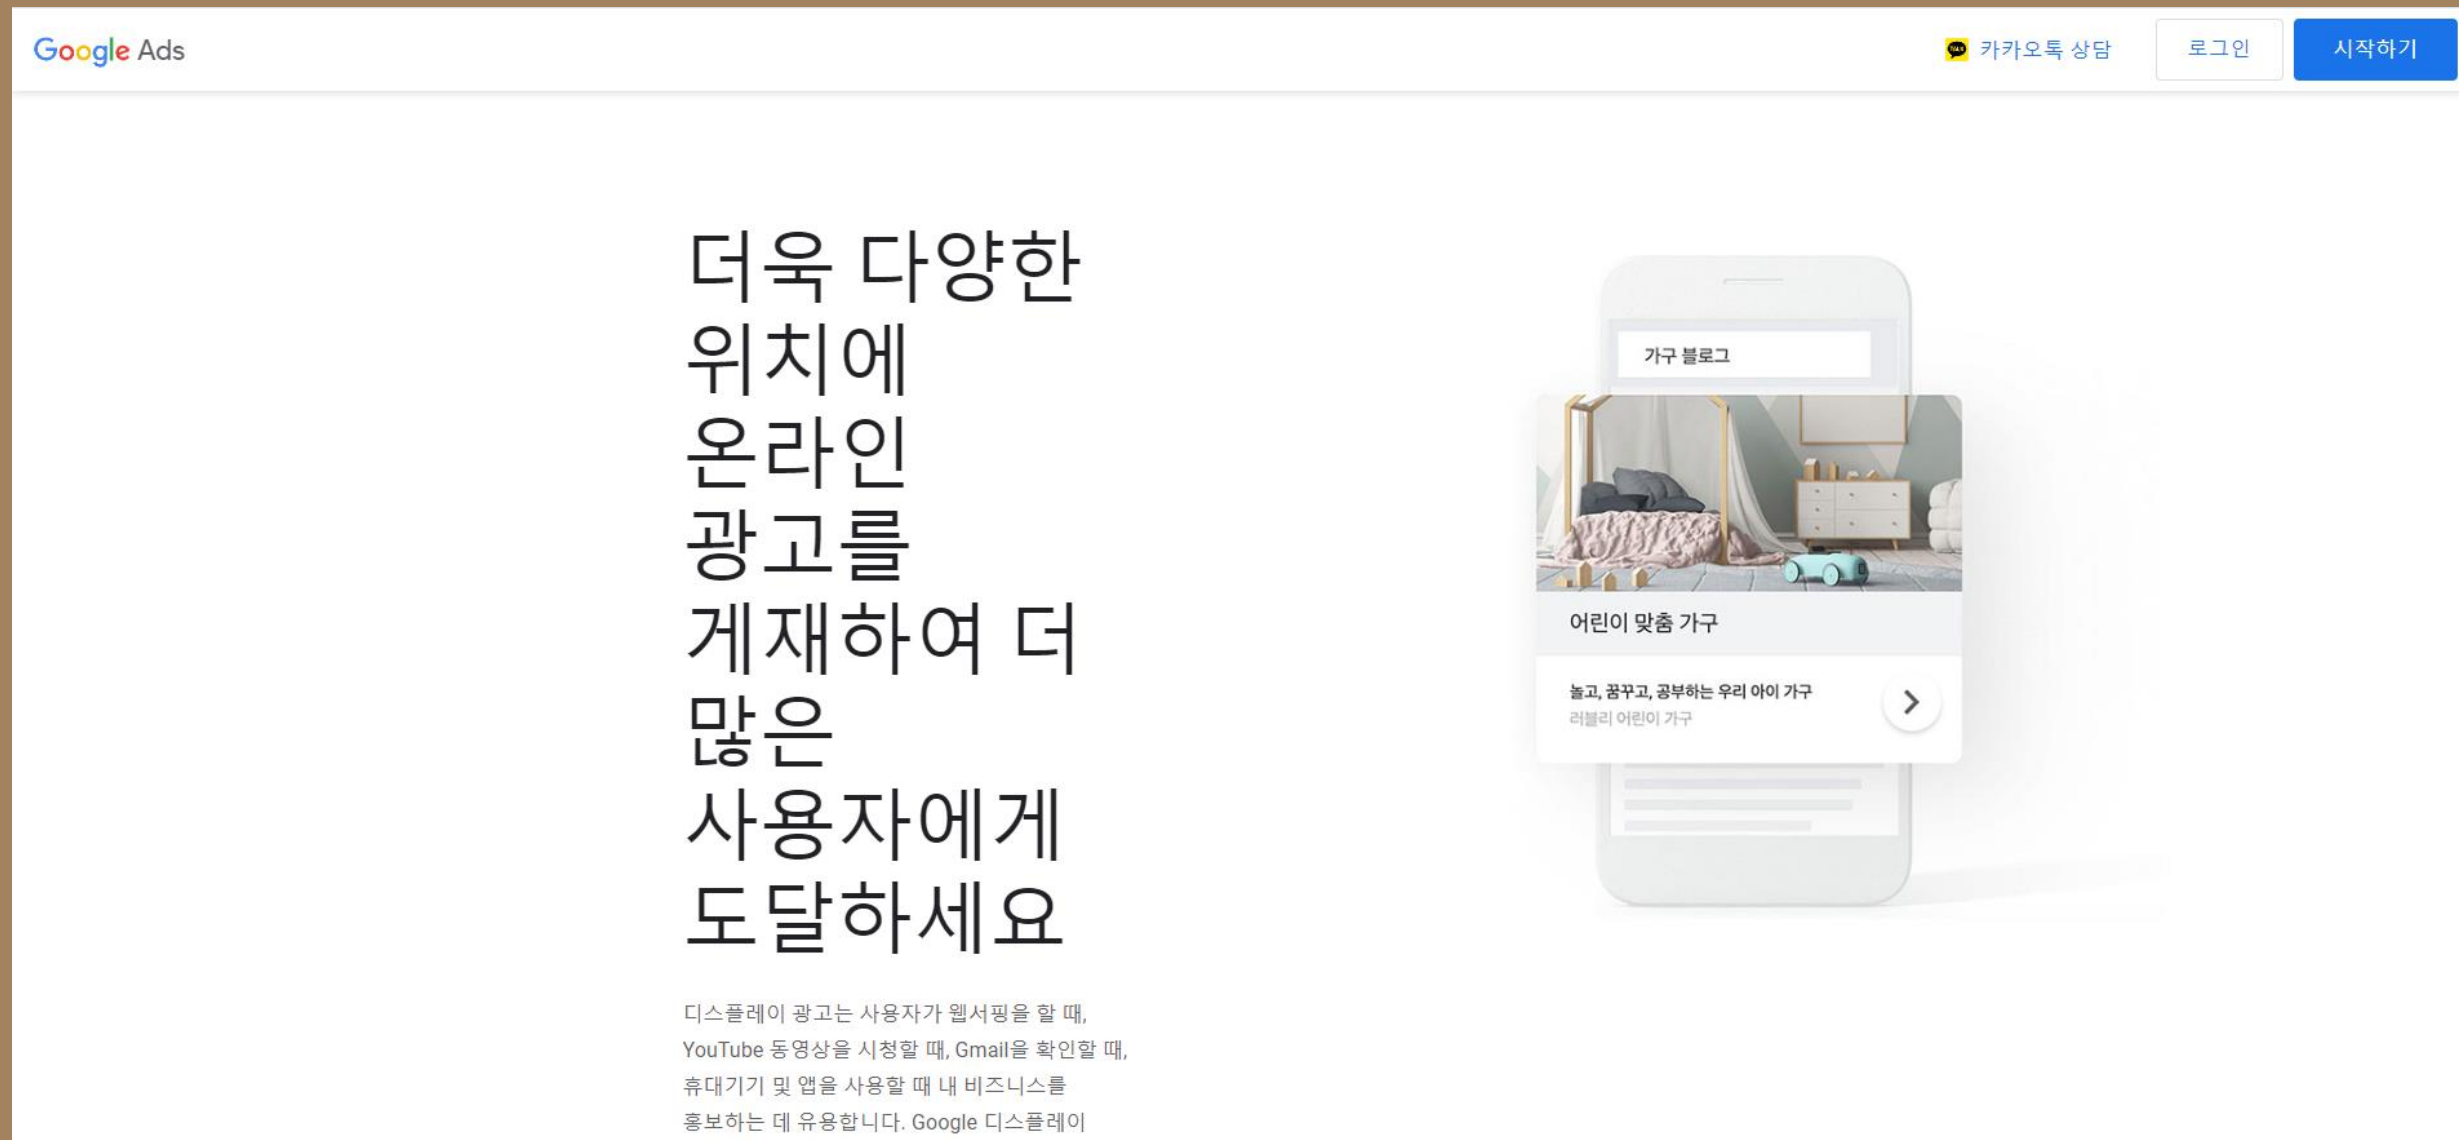 Google Ads
카카오톡 상담
로그인
시작하기
더욱 다양한
위치에
온라인
광고를
게재하여 더
많은
사용자에게
도달하세요
디스플레이 광고는 사용자가 웹서핑을 할 때,
YouTube 동영상을 시청할 때, Gmail을 확인할 때,
휴대기기 및 앱을 사용할 때 내 비즈니스를
홍보하는 데 유용합니다. Google 디스플레이
가구 블로그
어린이 맞춤 가구
놀고, 꿈꾸고, 공부하는 우리 아이 가구
러블리 어린이 가구